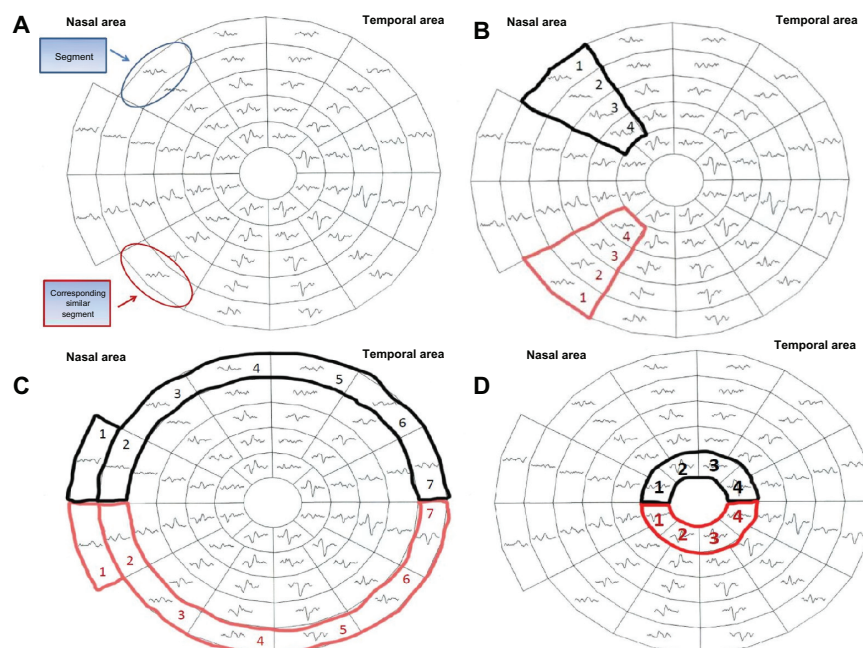 A
Nasal area
Temporal area
Segment
Corresponding
similar
segment
B
Nasal area
Temporal area
1
2
3
4
4
3
2
1
C
Nasal area
Temporal area
1
2
3
4
5
6
7
1
2
3
4
5
6
7
D
Nasal area
Temporal area
1
2
3
4
1
2
3
4